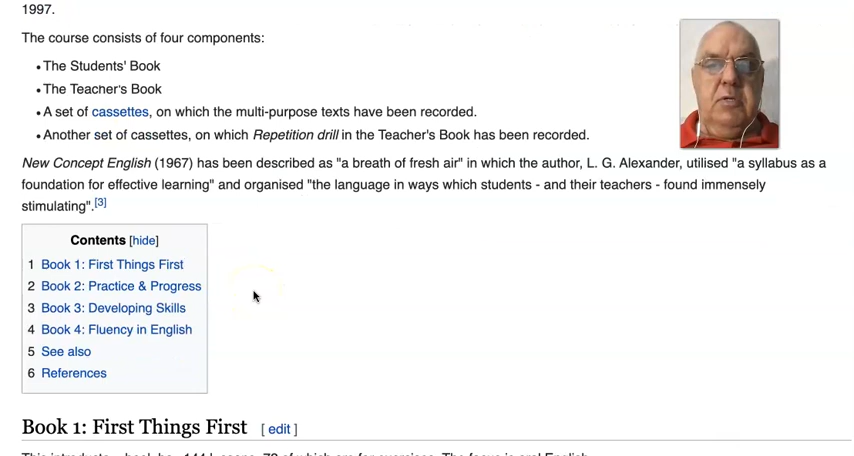 1997.
The course consists of four components:
• The Students' Book
• The Teacher's Book
• A set of cassettes, on which the multi-purpose texts have been recorded.
• Another set of cassettes, on which Repetition drill in the Teacher's Book has been recorded.
New Concept English (1967) has been described as "a breath of fresh air" in which the author, L. G. Alexander, utilised "a syllabus as a
foundation for effective learning" and organised "the language in ways which students - and their teachers - found immensely
stimulating".[3]
Contents [hide]
1 Book 1: First Things First
2 Book 2: Practice & Progress
3 Book 3: Developing Skills
4 Book 4: Fluency in English
5 See also
6 References
Book 1: First Things First [ edit ]